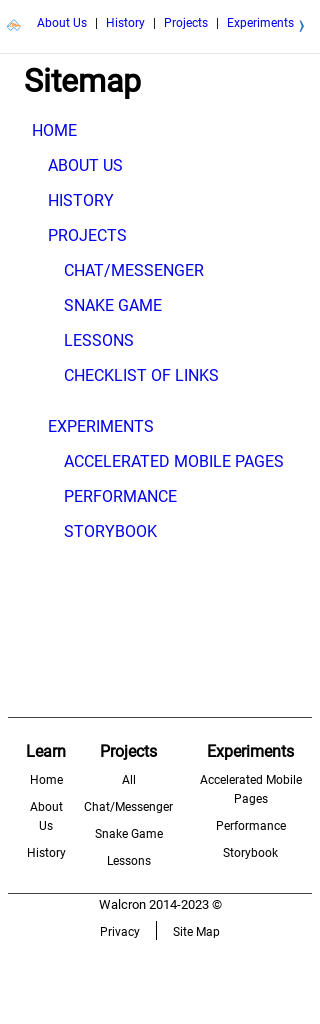 About Us | History | Projects | Experiments ❯
Sitemap
HOME
ABOUT US
HISTORY
PROJECTS
CHAT/MESSENGER
SNAKE GAME
LESSONS
CHECKLIST OF LINKS
EXPERIMENTS
ACCELERATED MOBILE PAGES
PERFORMANCE
STORYBOOK
Learn
Home
About
Us
History
Projects
All
Chat/Messenger
Snake Game
Lessons
Experiments
Accelerated Mobile
Pages
Performance
Storybook
Walcron 2014-2023 ©
Privacy | Site Map